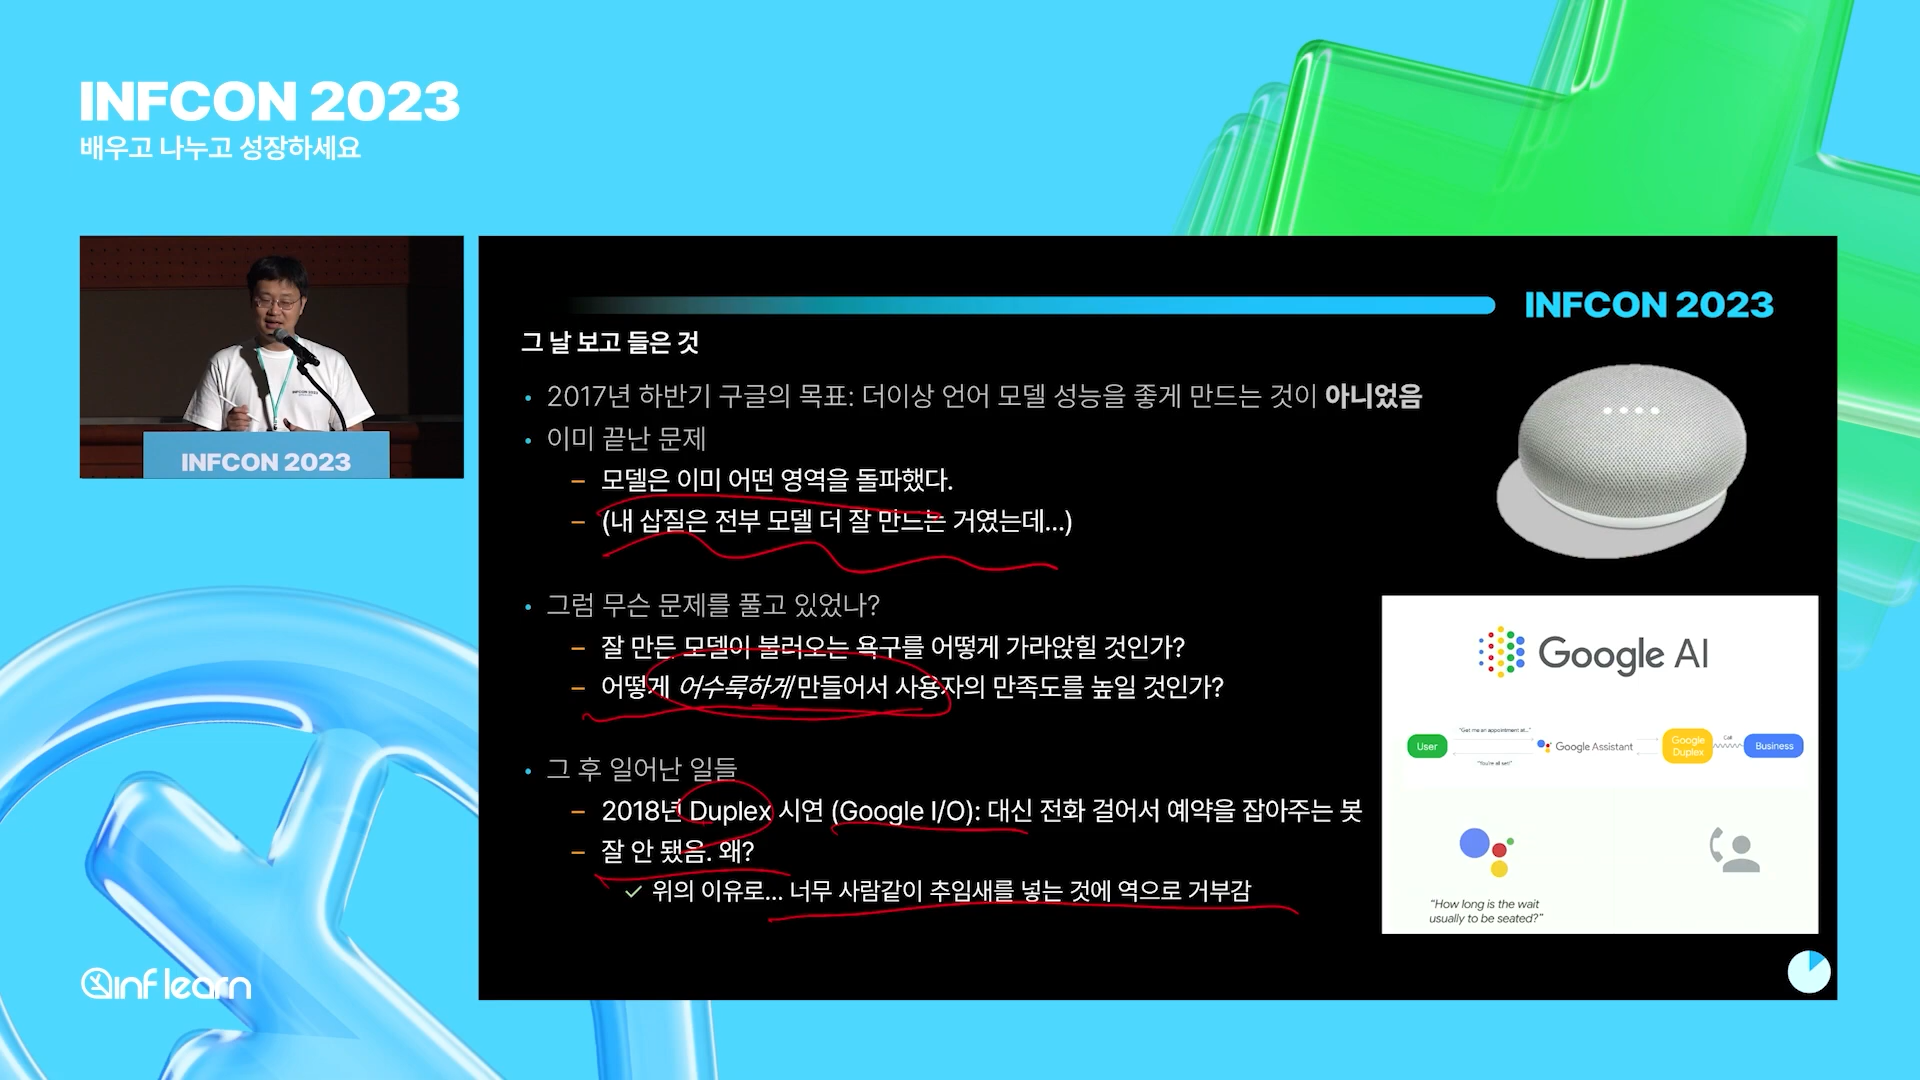 INFCON 2023
배우고 나누고 성장하세요
INFCON 2023
INFCON 2023
INFCON 2023
그 날 보고 들은 것
• 2017년 하반기 구글의 목표: 더이상 언어 모델 성능을 좋게 만드는 것이 아니었음
• 이미 끝난 문제
– 모델은 이미 어떤 영역을 돌파했다.
– (내 삽질은 전부 모델 더 잘 만드는 거였는데...)
• 그럼 무슨 문제를 풀고 있었나?
– 잘 만든 모델이 불러오는 욕구를 어떻게 가라앉힐 것인가?
– 어떻게 어수룩하게 만들어서 사용자의 만족도를 높일 것인가?
• 그 후 일어난 일들
– 2018년 Duplex 시연 (Google I/O): 대신 전화 걸어서 예약을 잡아주는 봇
– 잘 안 됐음. 왜?
✓ 위의 이유로... 너무 사람같이 추임새를 넣는 것에 역으로 거부감
Google AI
User
"Get me an appointment at..."
"You're all set!"
Google Assistant
Google
Duplex
Call
Business
"How long is the wait
usually to be seated?"
inflearn